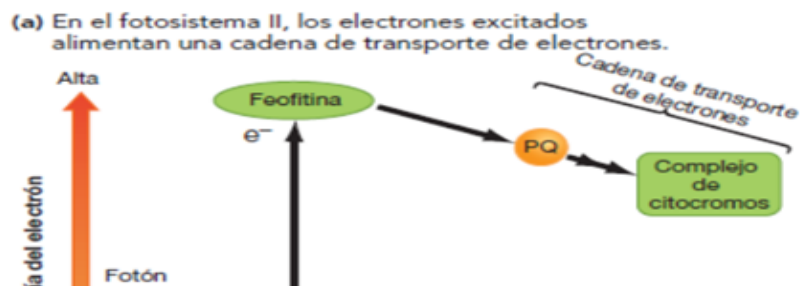 (a) En el fotosistema II, los electrones excitados
alimentan una cadena de transporte de electrones.
Alta
Feofitina
e⁻
Cadena de transporte
de electrones
PQ
Complejo
de
citocromos
del electrón
Fotón